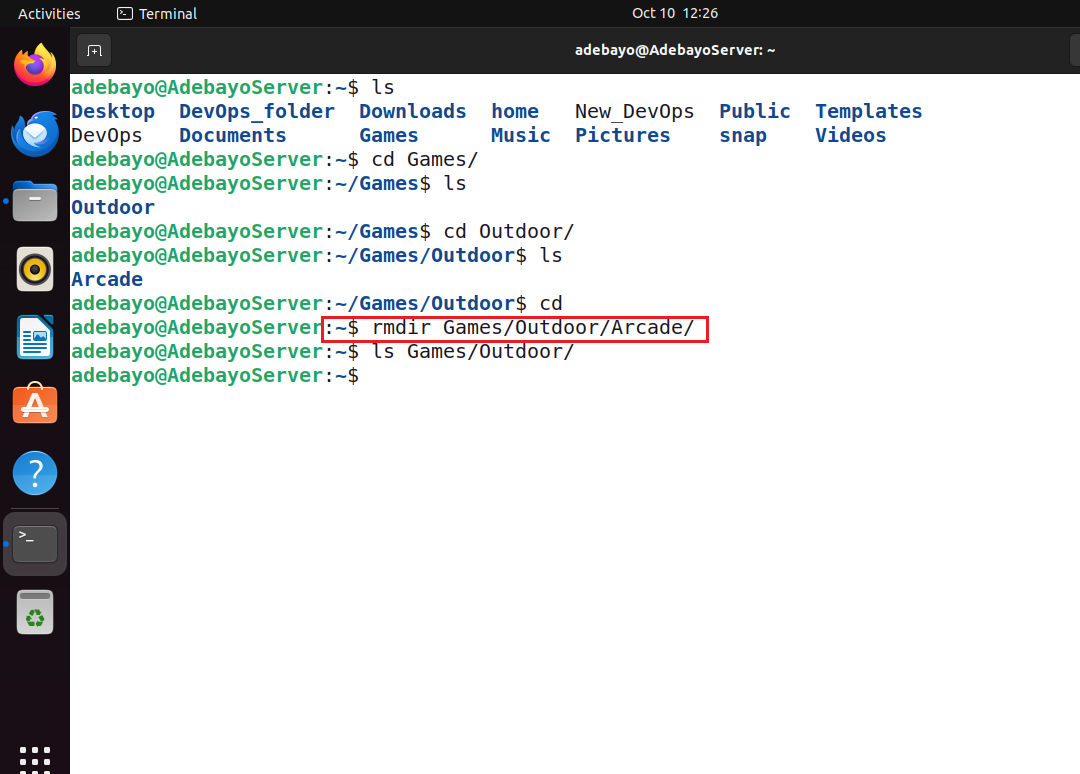 Activities Terminal Oct 10 12:26
adebayo@AdebayoServer: ~
adebayo@AdebayoServer:~$ ls
Desktop DevOps_folder Downloads home New_DevOps Public Templates
DevOps Documents Games Music Pictures snap Videos
adebayo@AdebayoServer:~$ cd Games/
adebayo@AdebayoServer:~/Games$ ls
Outdoor
adebayo@AdebayoServer:~/Games$ cd Outdoor/
adebayo@AdebayoServer:~/Games/Outdoor$ ls
Arcade
adebayo@AdebayoServer:~/Games/Outdoor$ cd
adebayo@AdebayoServer:~$ rmdir Games/Outdoor/Arcade/
adebayo@AdebayoServer:~$ ls Games/Outdoor/
adebayo@AdebayoServer:~$